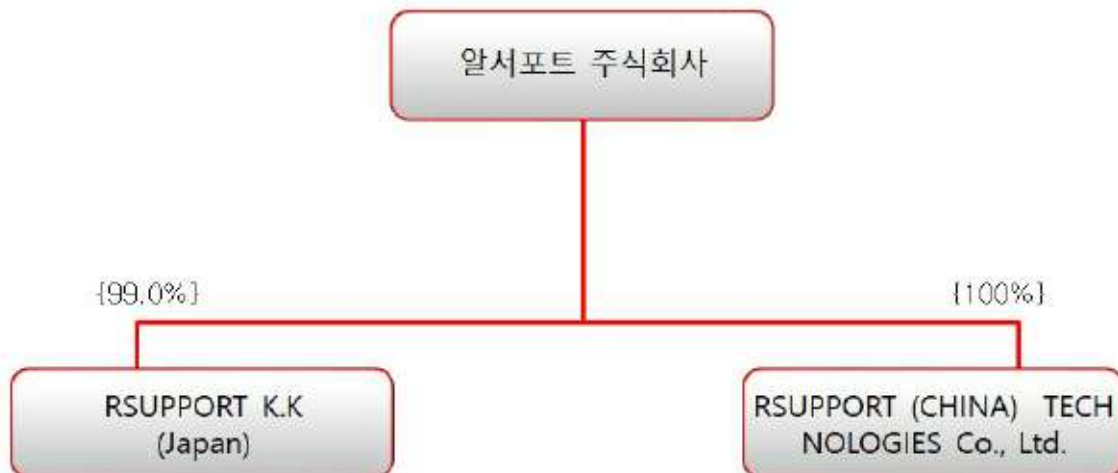 알서포트 주식회사
{99.0%}
{100%}
RSUPPORT K.K
(Japan)
RSUPPORT (CHINA) TECH
NOLOGIES Co., Ltd.